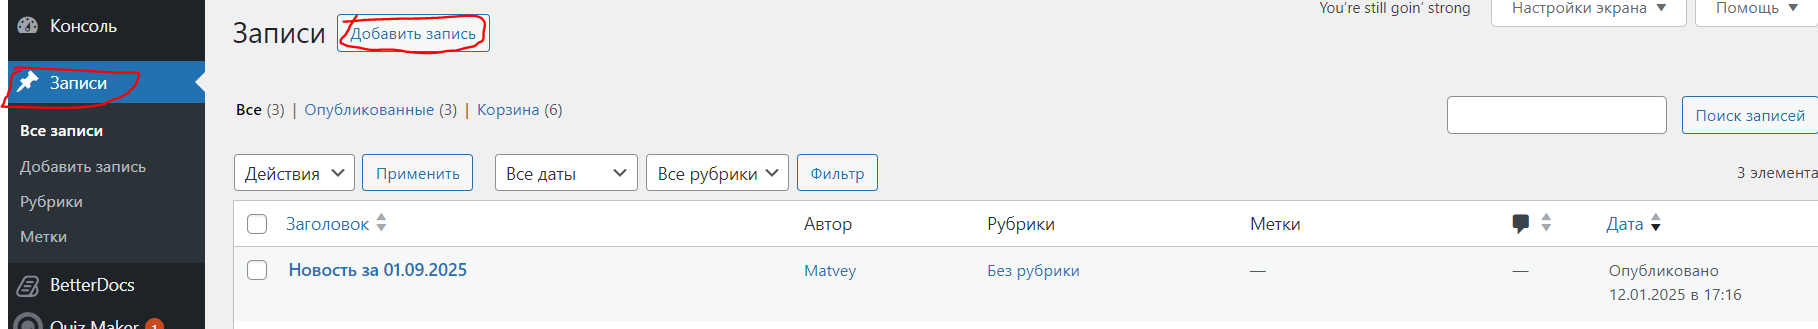 You're still goin' strong
Настройки экрана
Помощь
Консоль
Записи
Все записи
Добавить запись
Рубрики
Метки
BetterDocs
Quiz Maker 1
Записи Добавить запись
Все (3) | Опубликованные (3) | Корзина (6)
Поиск записей
Действия Применить Все даты Все рубрики Фильтр
3 элемента
Заголовок Автор Рубрики Метки Дата
Новость за 01.09.2025 Matvey Без рубрики — — Опубликовано
12.01.2025 в 17:16